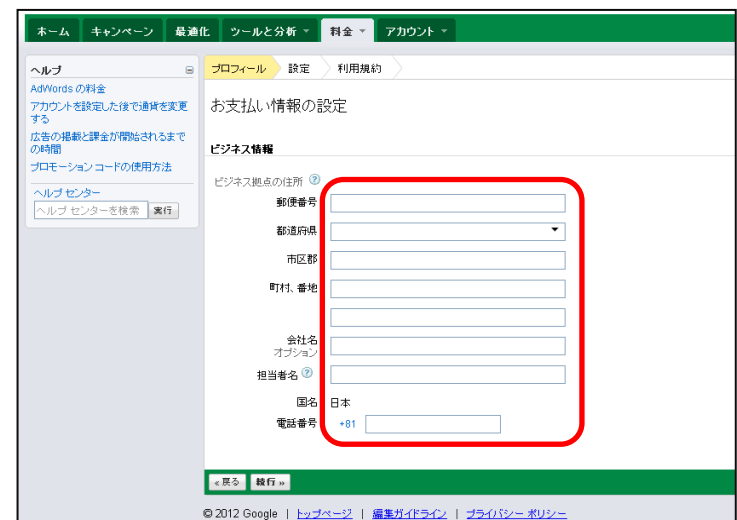 ホーム キャンペーン 最適化 ツールと分析 料金 アカウント
ヘルプ
AdWords の料金
アカウントを設定した後で通貨を変更
する
広告の掲載と課金が開始されるまで
の時間
プロモーション コードの使用方法
ヘルプ センター
ヘルプ センターを検索 実行
プロフィール 設定 利用規約
お支払い情報の設定
ビジネス情報
ビジネス拠点の住所 ?
郵便番号
都道府県
市区郡
町村、番地
会社名
オプション
担当者名 ?
国名 日本
電話番号 +81
« 戻る 続行 »
© 2012 Google | トップページ | 編集ガイドライン | プライバシー ポリシー